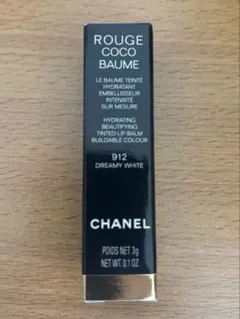 ROUGE
COCO
BAUME
LE BAUME TEINTÉ
HYDRATANT
EMBELLISSEUR
INTENSITÉ
SUR MESURE
HYDRATING
BEAUTIFYING
TINTED LIP BALM
BUILDABLE COLOUR
912
DREAMY WHITE
CHANEL
POIDS NET 3g
NET WT. 0.1 OZ.